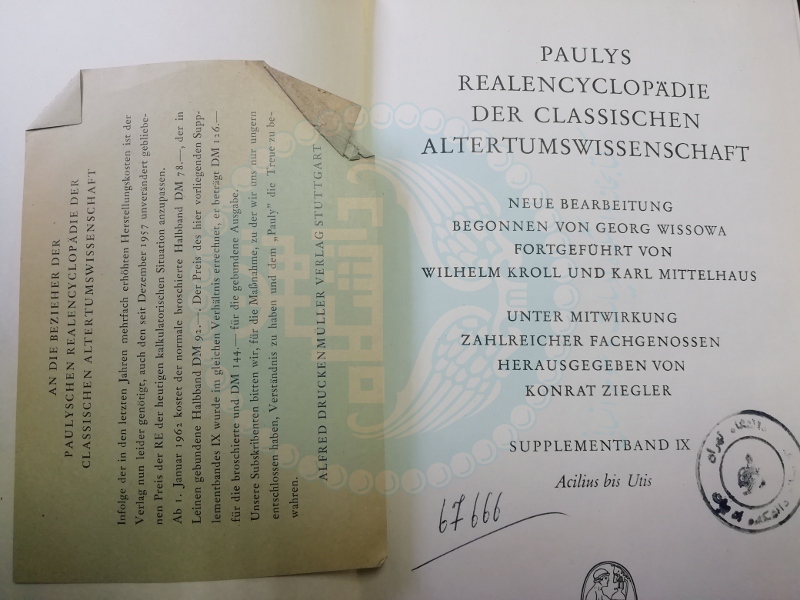 AN DIE BEZIEHER DER
PAULYSCHEN REALENCYCLOPÄDIE DER
CLASSISCHEN ALTERTUMSWISSENSCHAFT
Infolge der in den letzten Jahren mehrfach erhöhten Herstellungskosten ist der
Verlag nun leider genötigt, auch den seit Dezember 1957 unverändert gebliebe-
nen Preis der RE der heutigen kalkulatorischen Situation anzupassen.
Ab 1. Januar 1962 kostet der normale broschierte Halbband DM 78.—, der in
Leinen gebundene Halbband DM 92.—. Der Preis des hier vorliegenden Supp-
lementbandes IX wurde im gleichen Verhältnis errechnet, er beträgt DM 126.—
für die broschierte und DM 144.— für die gebundene Ausgabe.
Unsere Subskribenten bitten wir, für die Maßnahme, zu der wir uns nur ungern
entschlossen haben, Verständnis zu haben und dem „Pauly" die Treue zu be-
wahren.
ALFRED DRUCKENMÜLLER VERLAG STUTTGART
PAULYS
REALENCYCLOPÄDIE
DER CLASSISCHEN
ALTERTUMSWISSENSCHAFT
NEUE BEARBEITUNG
BEGONNEN VON GEORG WISSOWA
FORTGEFÜHRT VON
WILHELM KROLL UND KARL MITTELHAUS
UNTER MITWIRKUNG
ZAHLREICHER FACHGENOSSEN
HERAUSGEGEBEN VON
KONRAT ZIEGLER
SUPPLEMENTBAND IX
Acilius bis Utis
67666